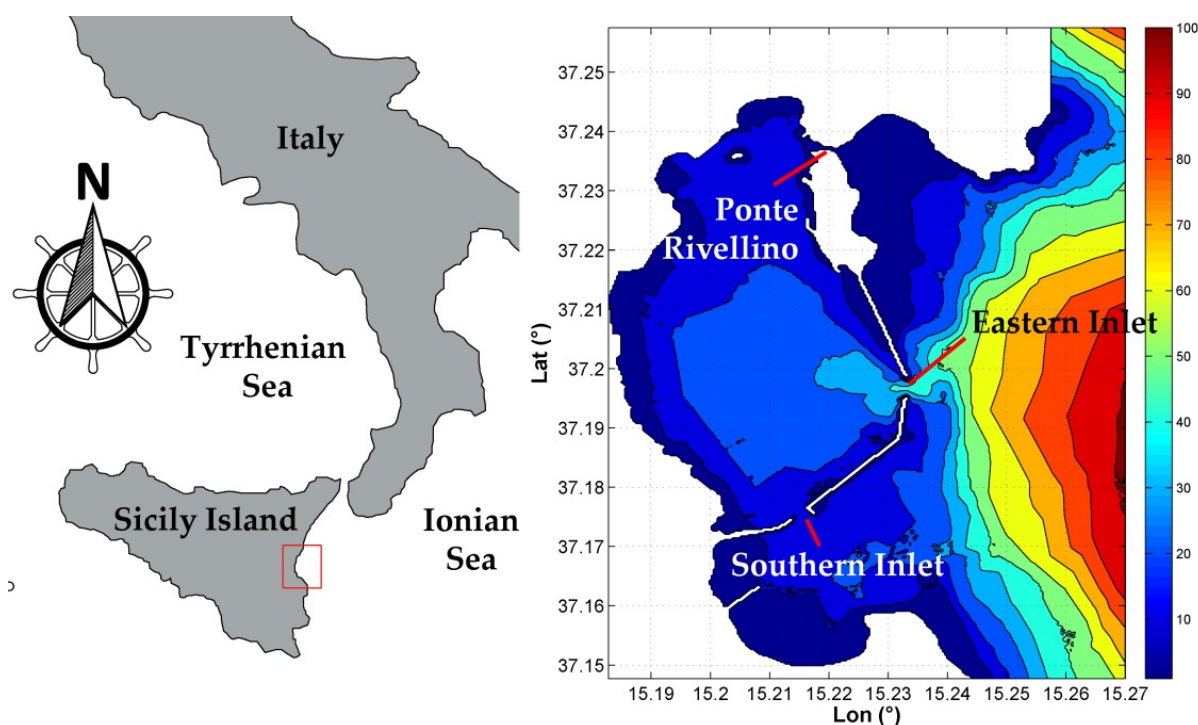 N
Italy
Tyrrhenian
Sea
Sicily Island
Ionian
Sea
Lat (°)
37.25
37.24
37.23
37.22
37.21
37.2
37.19
37.18
37.17
37.16
37.15
Ponte
Rivellino
Eastern Inlet
Southern Inlet
15.19
15.2
15.21
15.22
15.23
15.24
15.25
15.26
15.27
Lon (°)
100
90
80
70
60
50
40
30
20
10